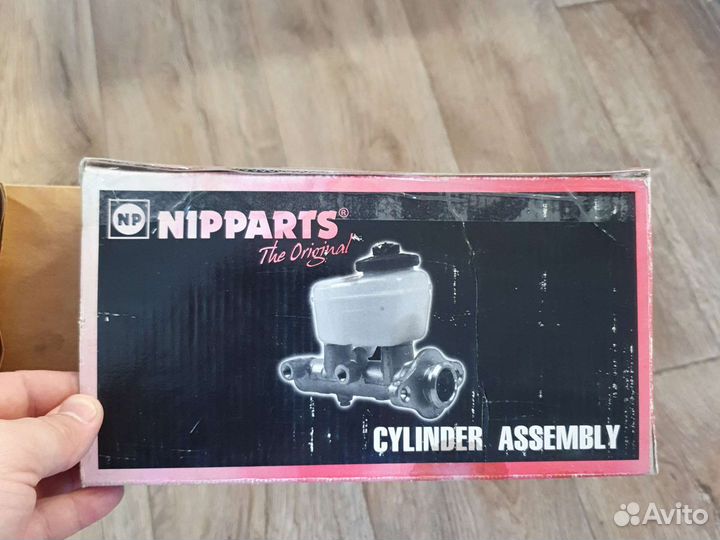 NP NIPPARTS®
The Original
CYLINDER ASSEMBLY
Avito